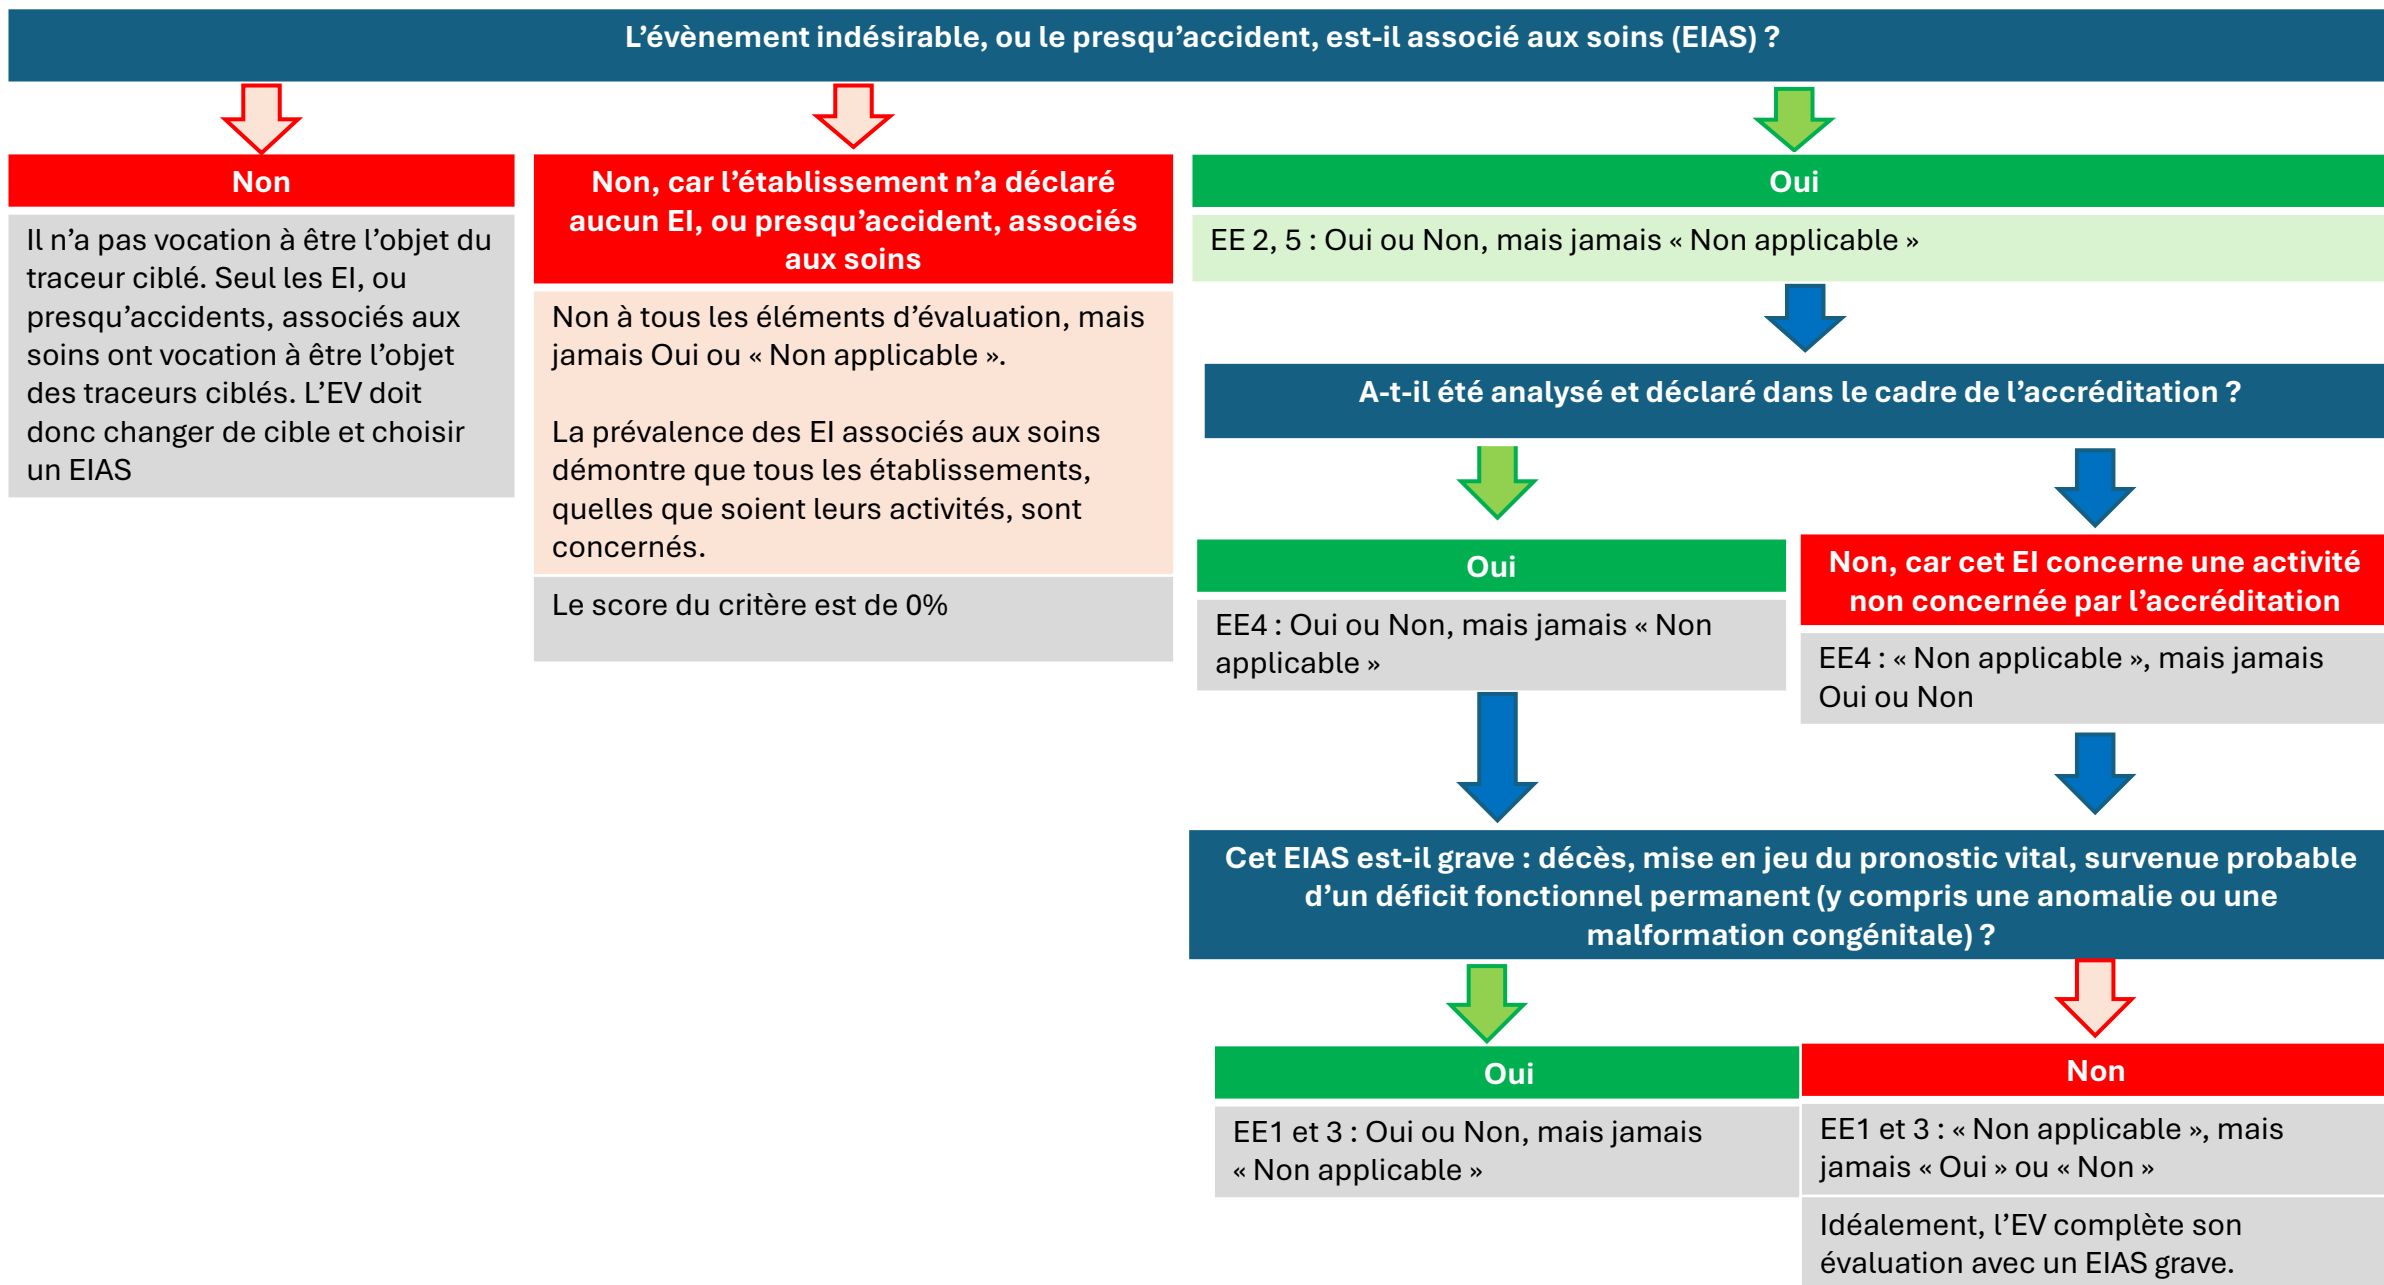 L’évènement indésirable, ou le presqu’accident, est-il associé aux soins (EIAS) ?
Non
Il n’a pas vocation à être l’objet du
traceur ciblé. Seul les EI, ou
presqu’accidents, associés aux
soins ont vocation à être l’objet
des traceurs ciblés. L’EV doit
donc changer de cible et choisir
un EIAS
Non, car l’établissement n’a déclaré
aucun EI, ou presqu’accident, associés
aux soins
Non à tous les éléments d’évaluation, mais
jamais Oui ou « Non applicable ».
La prévalence des EI associés aux soins
démontre que tous les établissements,
quelles que soient leurs activités, sont
concernés.
Le score du critère est de 0%
Oui
EE 2, 5 : Oui ou Non, mais jamais « Non applicable »
A-t-il été analysé et déclaré dans le cadre de l’accréditation ?
Oui
EE4 : Oui ou Non, mais jamais « Non
applicable »
Non, car cet EI concerne une activité
non concernée par l’accréditation
EE4 : « Non applicable », mais jamais
Oui ou Non
Cet EIAS est-il grave : décès, mise en jeu du pronostic vital, survenue probable
d’un déficit fonctionnel permanent (y compris une anomalie ou une
malformation congénitale) ?
Oui
EE1 et 3 : Oui ou Non, mais jamais
« Non applicable »
Non
EE1 et 3 : « Non applicable », mais
jamais « Oui » ou « Non »
Idéalement, l’EV complète son
évaluation avec un EIAS grave.